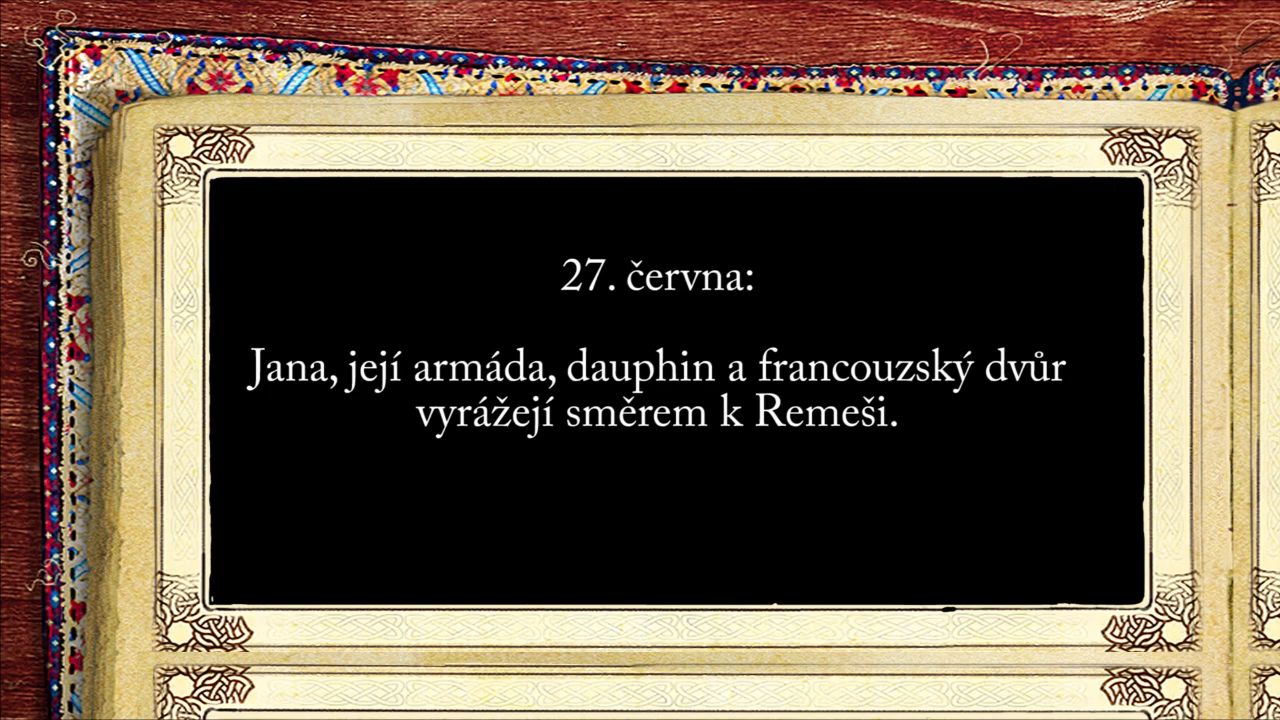 27. června:
Jana, její armáda, dauphin a francouzský dvůr
vyrážejí směrem k Remeši.